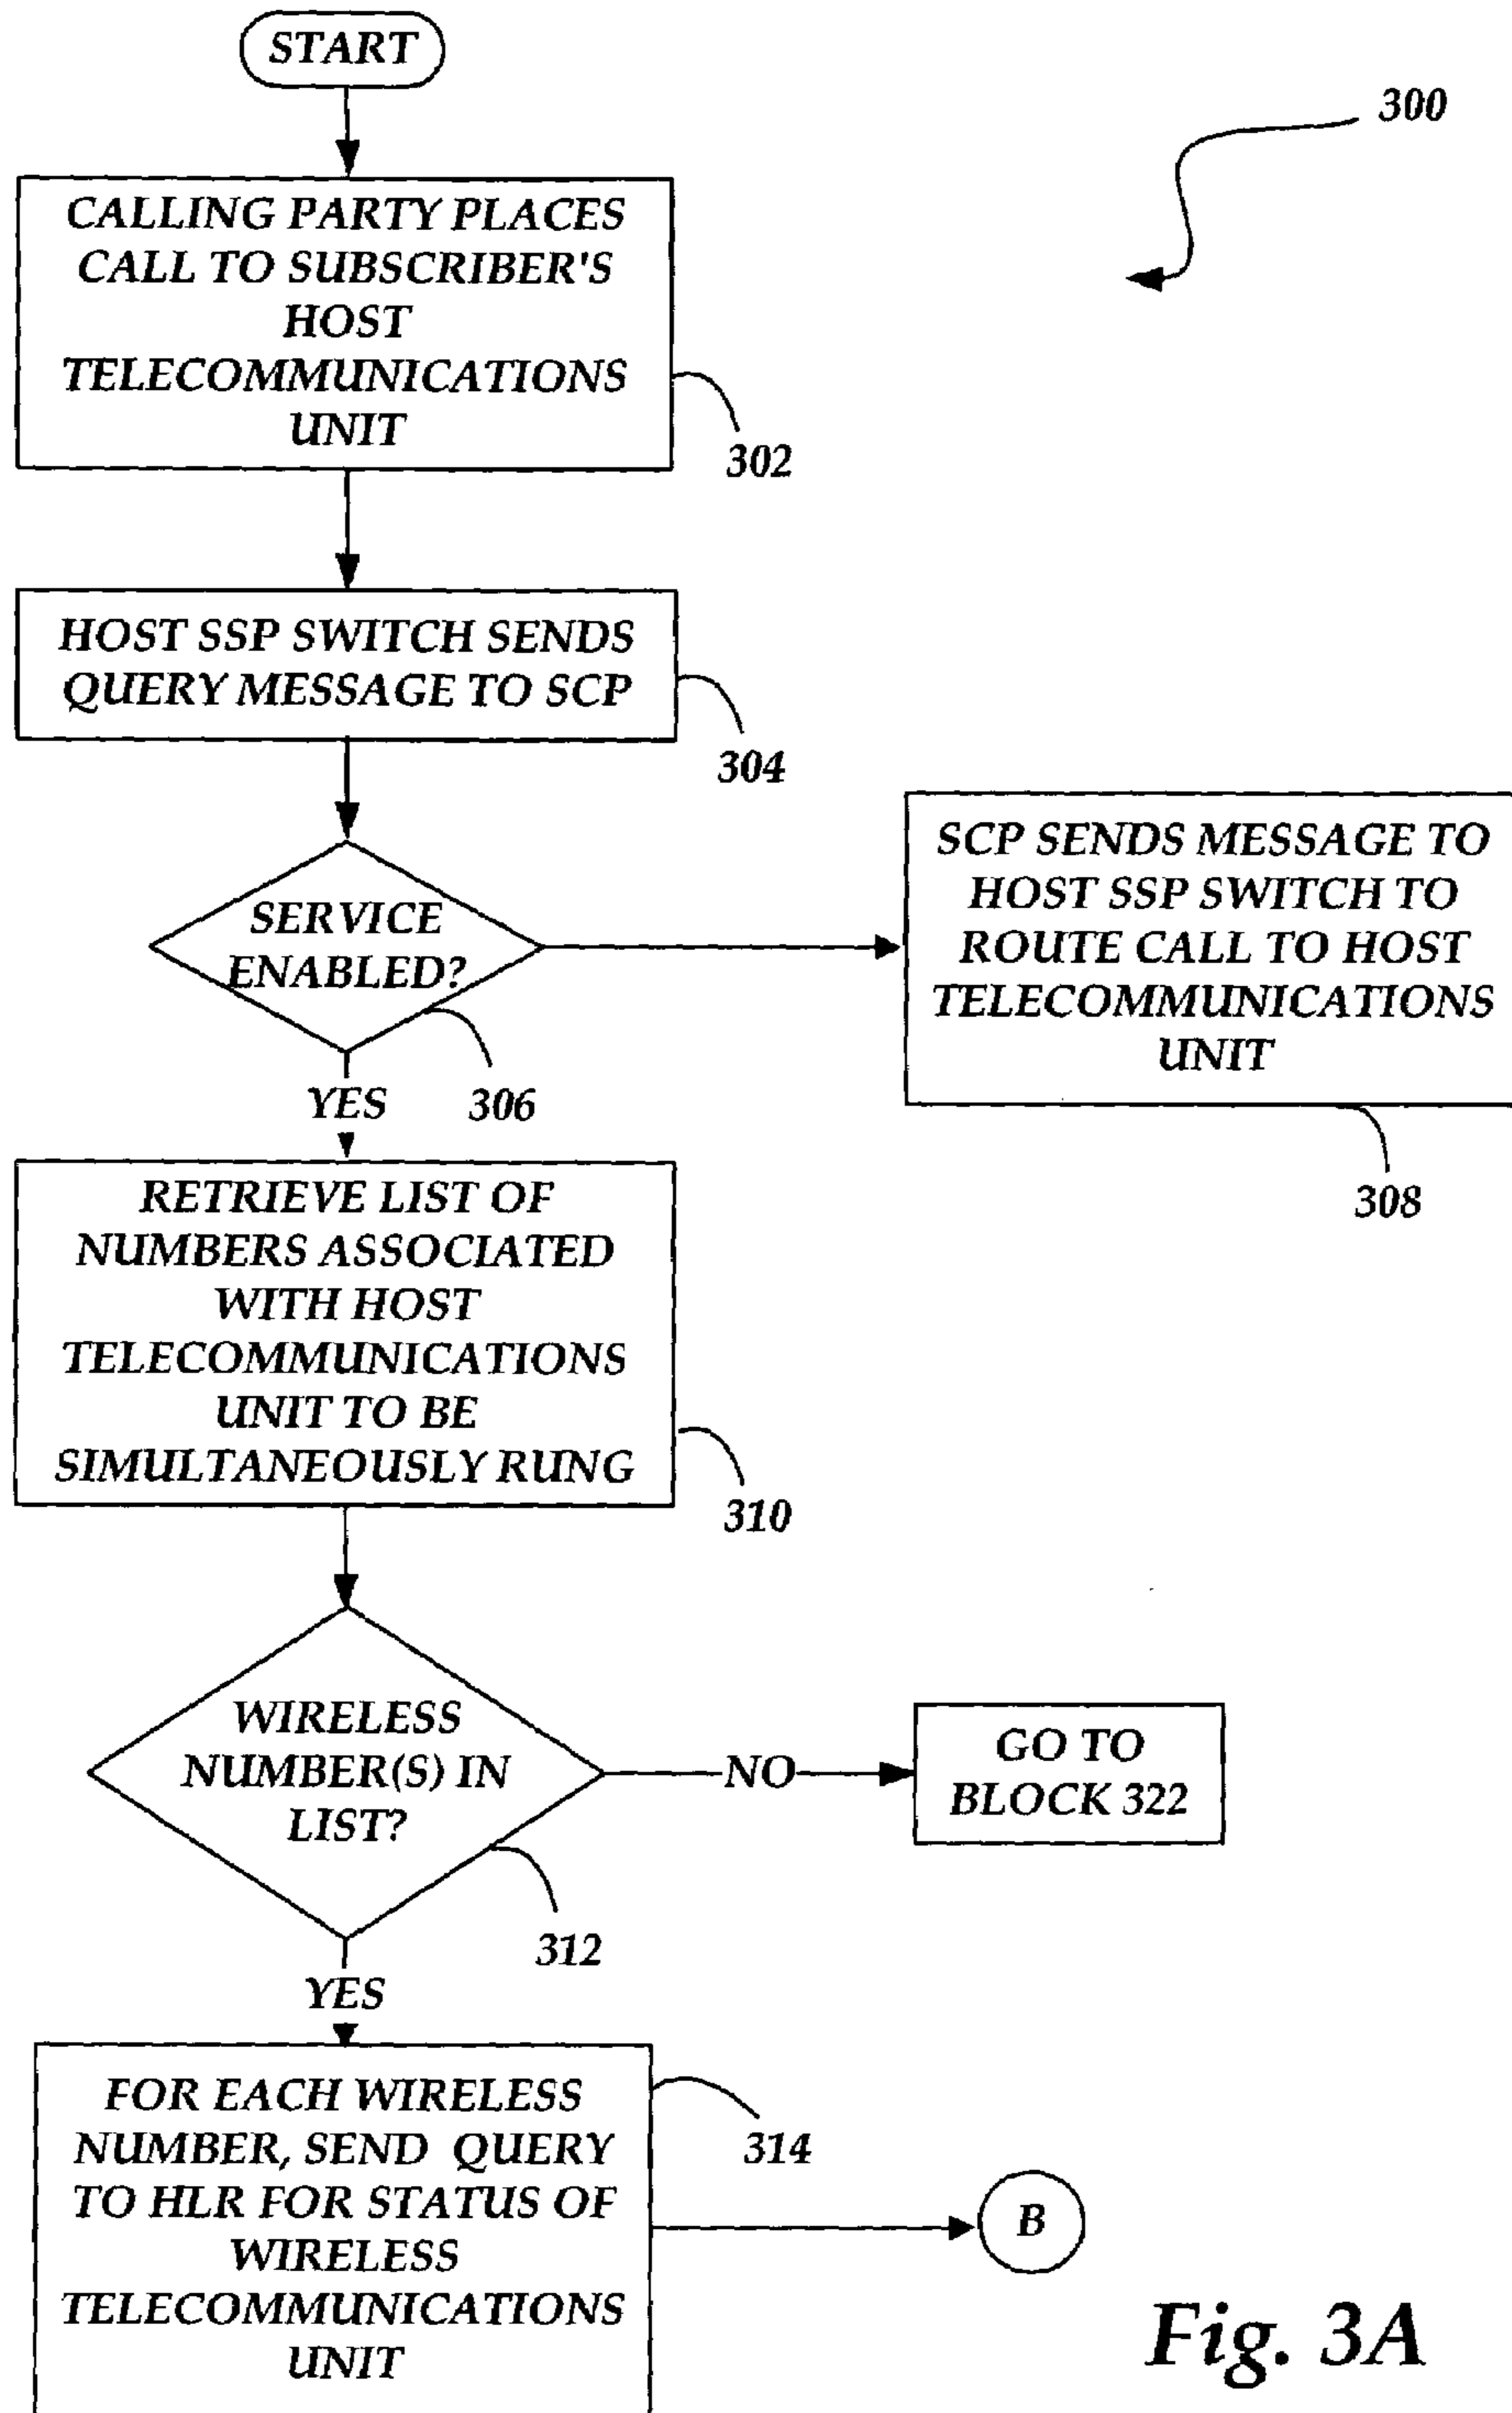 START
300
CALLING PARTY PLACES
CALL TO SUBSCRIBER'S
HOST
TELECOMMUNICATIONS
UNIT
302
HOST SSP SWITCH SENDS
QUERY MESSAGE TO SCP
304
SERVICE
ENABLED?
306
YES
SCP SENDS MESSAGE TO
HOST SSP SWITCH TO
ROUTE CALL TO HOST
TELECOMMUNICATIONS
UNIT
308
RETRIEVE LIST OF
NUMBERS ASSOCIATED
WITH HOST
TELECOMMUNICATIONS
UNIT TO BE
SIMULTANEOUSLY RUNG
310
WIRELESS
NUMBER(S) IN
LIST?
312
NO
GO TO
BLOCK 322
YES
FOR EACH WIRELESS
NUMBER, SEND QUERY
TO HLR FOR STATUS OF
WIRELESS
TELECOMMUNICATIONS
UNIT
314
B
Fig. 3A